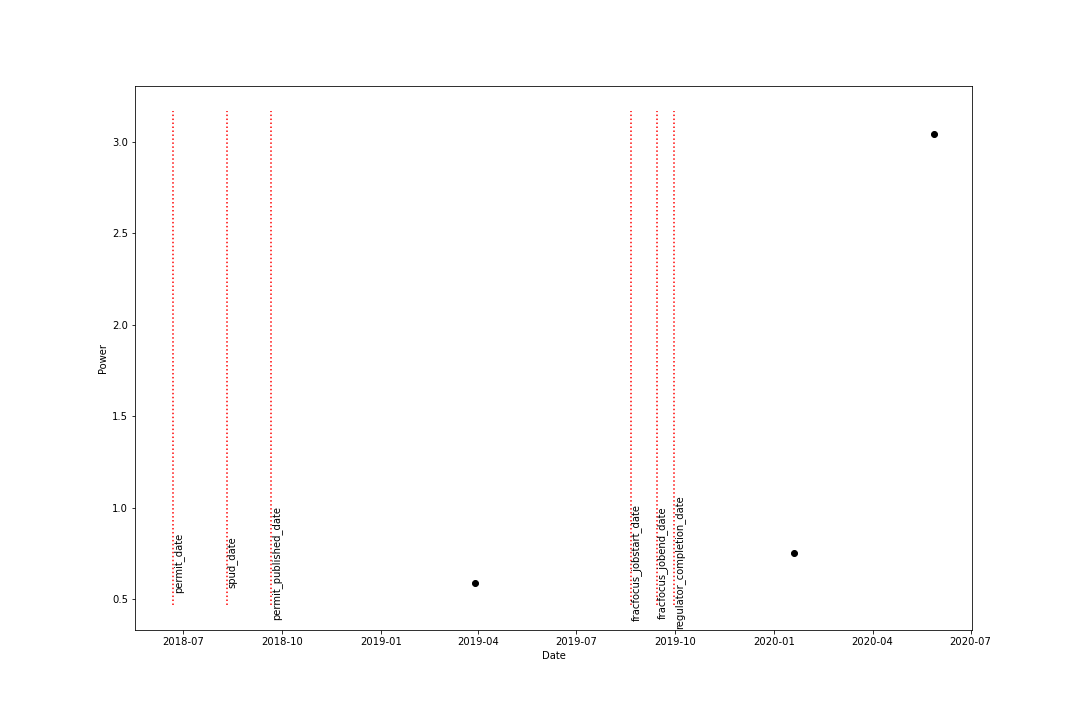 3.0
2.5
2.0
1.5
1.0
0.5
Power
permit_date
spud_date
permit_published_date
fracfocus_jobstart_date
fracfocus_jobend_date
regulator_completion_date
2018-07
2018-10
2019-01
2019-04
2019-07
2019-10
2020-01
2020-04
2020-07
Date